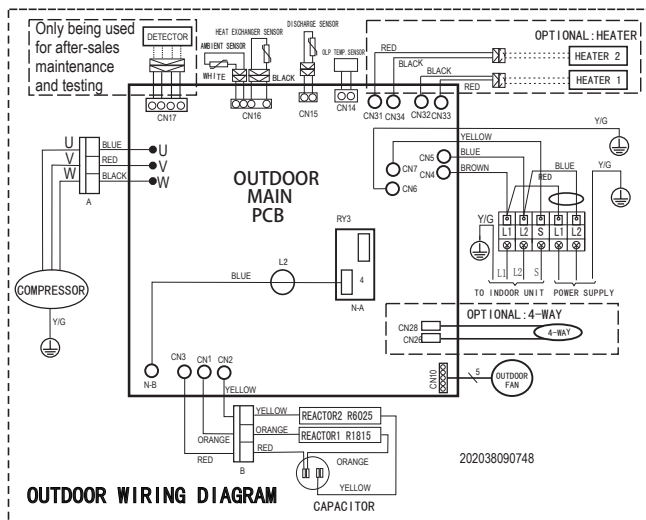 Only being used
for after-sales
maintenance
and testing
DETECTOR
CN17
HEAT EXCHANGER SENSOR
AMBIENT SENSOR
WHITE
BLACK
CN16
DISCHARGE SENSOR
CN15
OLP TEMP.SENSOR
CN14
OPTIONAL:HEATER
RED
BLACK
BLACK
RED
HEATER 2
HEATER 1
CN31 CN34 CN32 CN33
Y/G
U BLUE U
V RED V
W BLACK W
A
COMPRESSOR
Y/G
OUTDOOR
MAIN
PCB
RY3
4
N-A
L2
BLUE
N-B
YELLOW
CN5 BLUE
CN7 CN4 BROWN
CN6
BLUE
RED
Y/G
Y/G
L1 L2 S L1 L2
L1 L2 S
TO INDOOR UNIT POWER SUPPLY
OPTIONAL:4-WAY
CN28
CN26
4-WAY
CN10
5
OUTDOOR
FAN
CN3 CN1 CN2
YELLOW
ORANGE
RED
B
YELLOW REACTOR2 R6025
ORANGE REACTOR1 R1815
RED
ORANGE
YELLOW
CAPACITOR
202038090748
OUTDOOR WIRING DIAGRAM